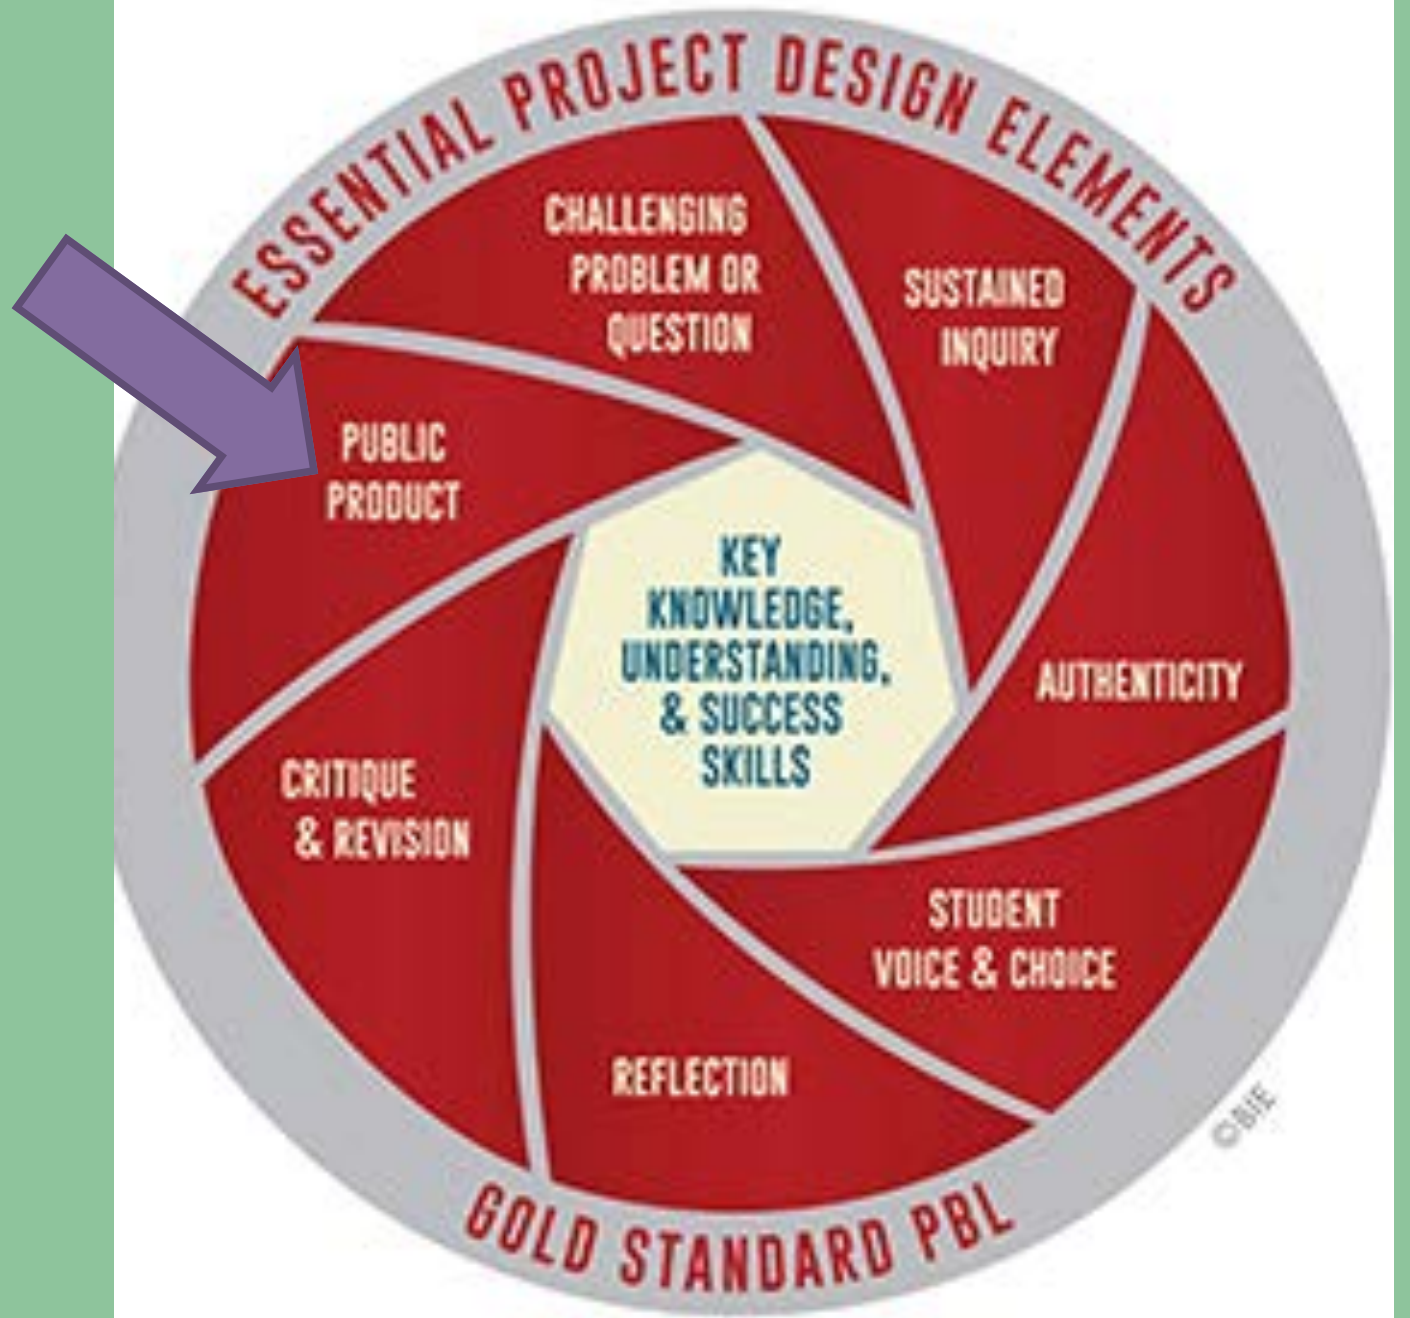 ESSENTIAL PROJECT DESIGN ELEMENTS
CHALLENGING
PROBLEM OR
QUESTION
SUSTAINED
INQUIRY
AUTHENTICITY
STUDENT
VOICE & CHOICE
REFLECTION
CRITIQUE
& REVISION
PUBLIC
PRODUCT
KEY
KNOWLEDGE,
UNDERSTANDING,
& SUCCESS
SKILLS
GOLD STANDARD PBL
©BIE